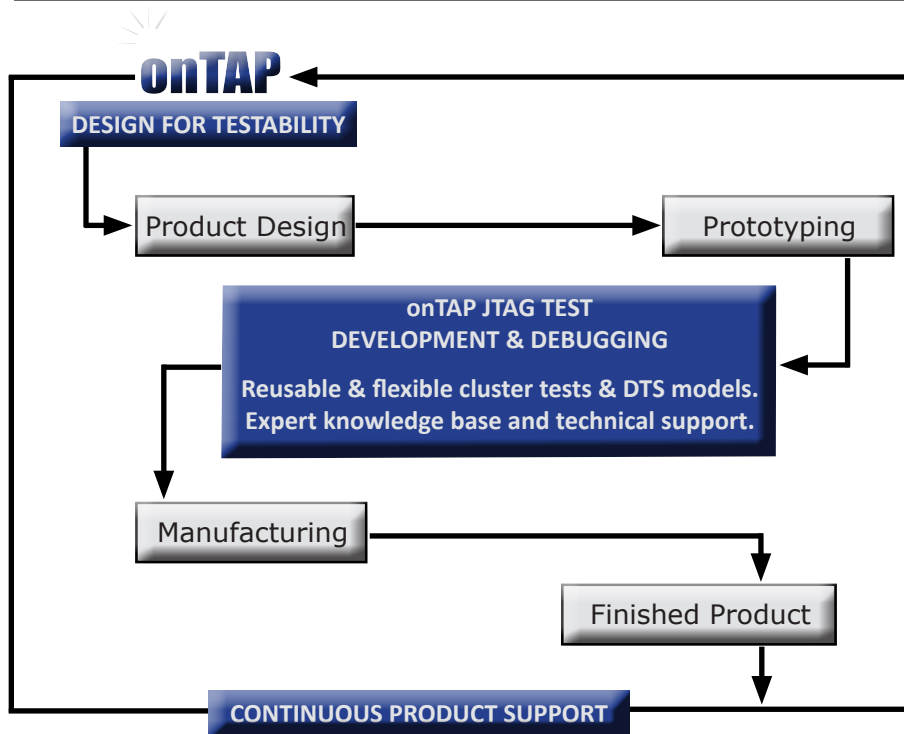 onTAP
DESIGN FOR TESTABILITY
Product Design
Prototyping
onTAP JTAG TEST
DEVELOPMENT & DEBUGGING
Reusable & flexible cluster tests & DTS models.
Expert knowledge base and technical support.
Manufacturing
Finished Product
CONTINUOUS PRODUCT SUPPORT